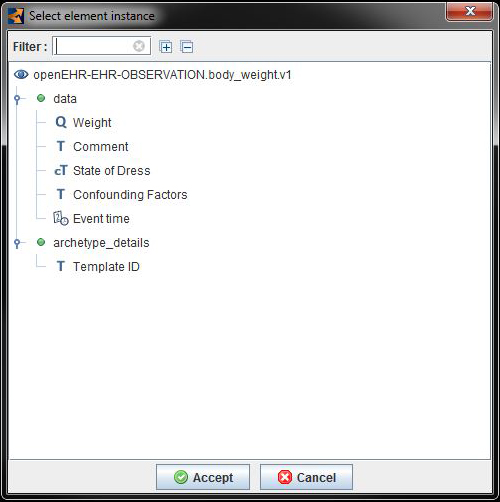 Select element instance
Filter :
openEHR-EHR-OBSERVATION.body_weight.v1
data
Q Weight
T Comment
cT State of Dress
T Confounding Factors
Event time
archetype_details
T Template ID
Accept Cancel